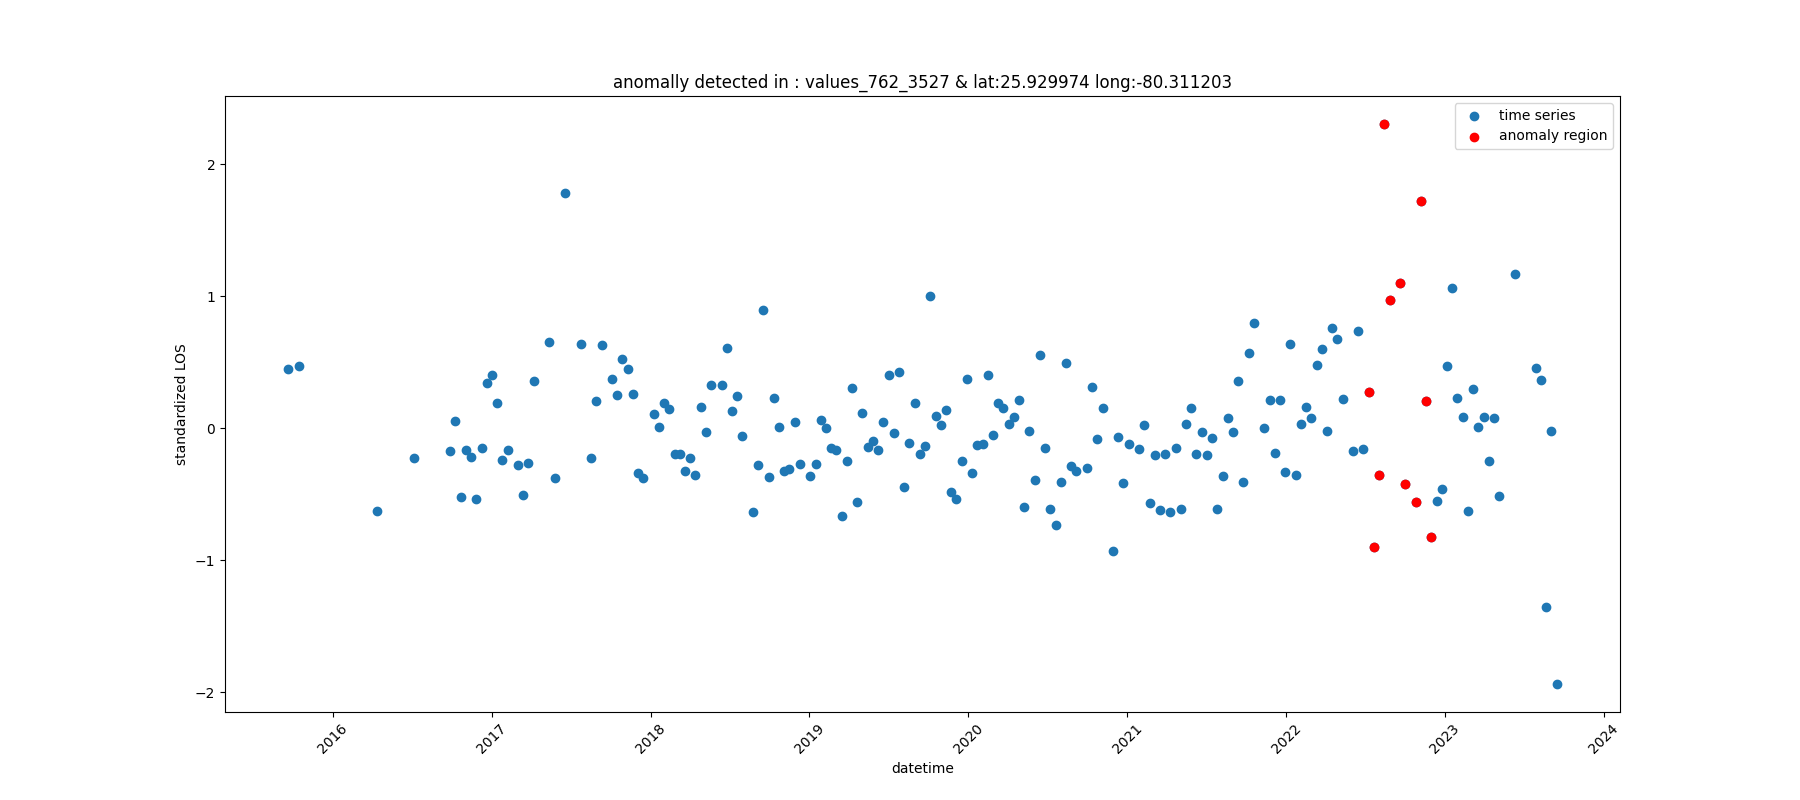 anomally detected in : values_762_3527 & lat:25.929974 long:-80.311203
time series
anomaly region
standardized LOS
2
1
0
−1
−2
2016
2017
2018
2019
2020
2021
2022
2023
2024
datetime